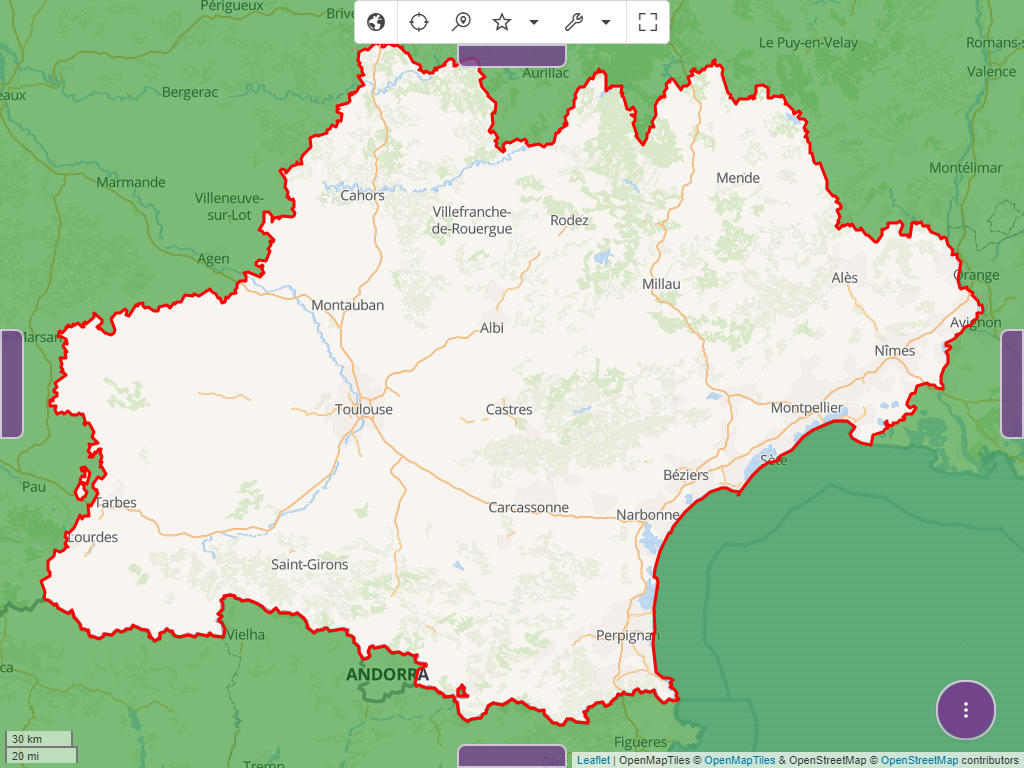 Périgueux
Brive
Aurillac
Le Puy-en-Velay
Romans-s
Valence
eaux
Bergerac
Montélimar
Marmande
Mende
Villeneuve-
sur-Lot
Cahors
Villefranche-
de-Rouergue
Rodez
Agen
Orange
Alès
Millau
Montauban
Avignon
Albi
e-Marsan
Nîmes
Toulouse
Castres
Montpellier
Sète
Béziers
Pau
Tarbes
Carcassonne
Narbonne
Lourdes
Saint-Girons
Vielha
Perpignan
ca
ANDORRA
Figueres
30 km
20 mi
Tremp
Leaflet | OpenMapTiles © OpenMapTiles & OpenStreetMap © OpenStreetMap contributors